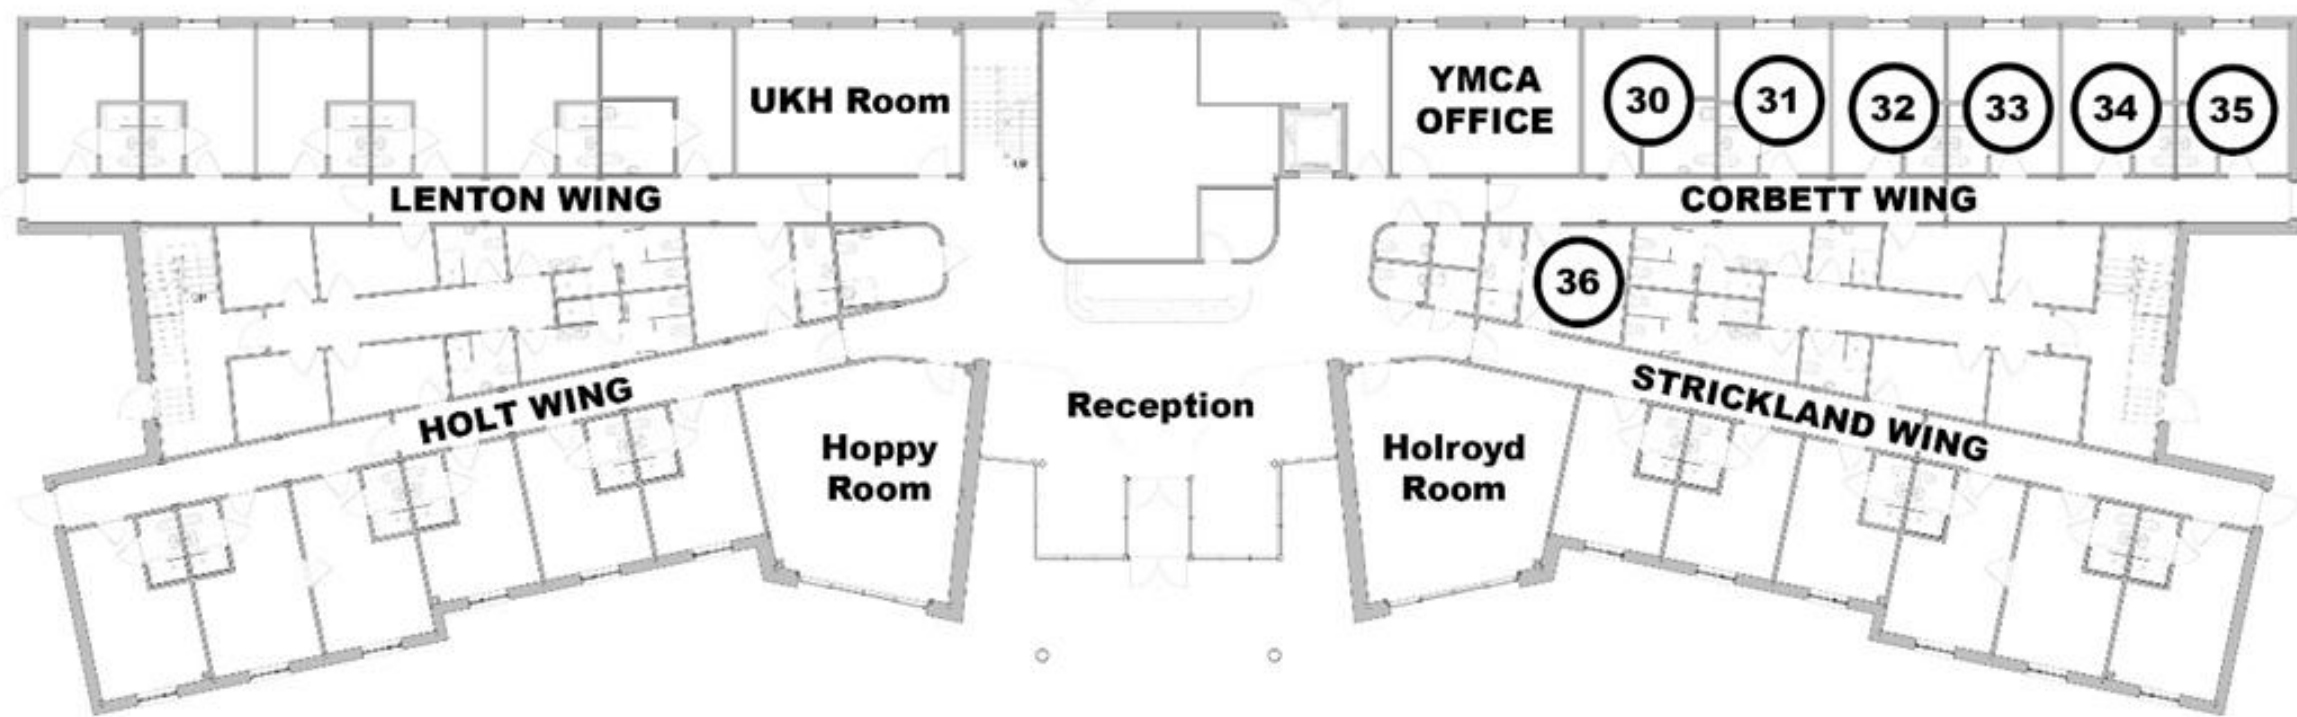 UKH Room
YMCA
OFFICE
30
31
32
33
34
35
LENTON WING
CORBETT WING
36
HOLT WING
STRICKLAND WING
Reception
Hoppy
Room
Holroyd
Room